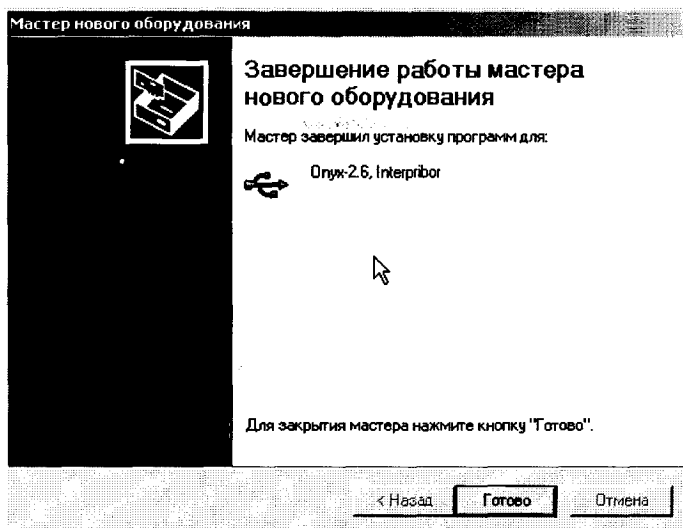 Мастер нового оборудования
Завершение работы мастера
нового оборудования
Мастер завершил установку программ для:
Onyx-2.6, Interpribor
Для закрытия мастера нажмите кнопку "Готово".
< Назад
Готово
Отмена